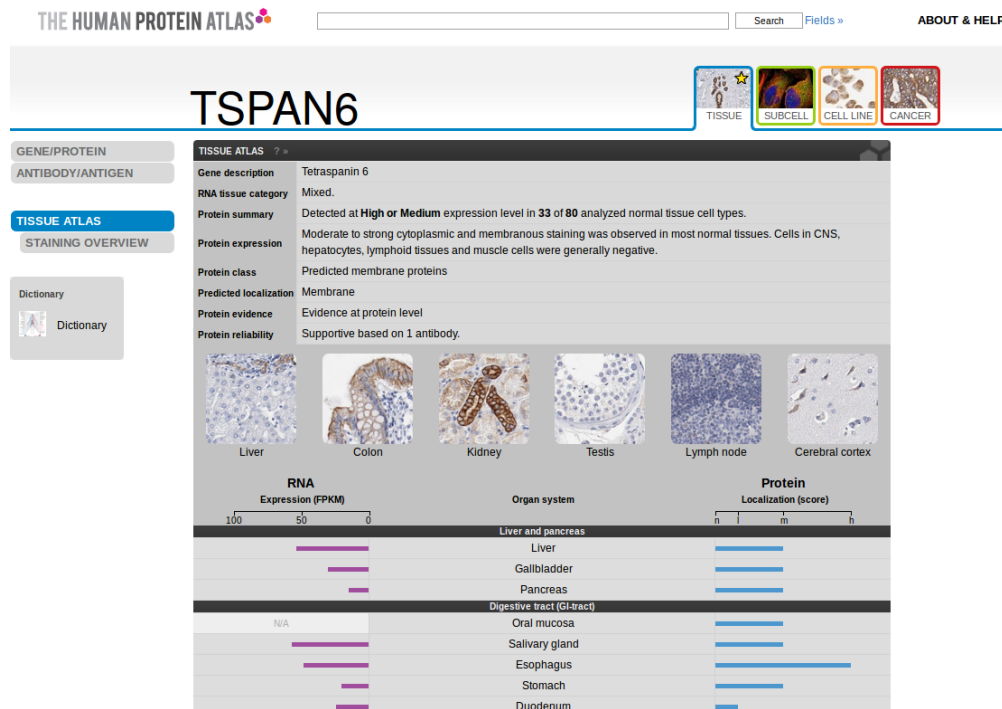 THE HUMAN PROTEIN ATLAS
Search
Fields »
ABOUT & HELP
TSPAN6
TISSUE
SUBCELL
CELL LINE
CANCER
GENE/PROTEIN
ANTIBODY/ANTIGEN
TISSUE ATLAS
STAINING OVERVIEW
Dictionary
Dictionary
TISSUE ATLAS ? »
Gene description Tetraspanin 6
RNA tissue category Mixed.
Protein summary Detected at High or Medium expression level in 33 of 80 analyzed normal tissue cell types.
Protein expression Moderate to strong cytoplasmic and membranous staining was observed in most normal tissues. Cells in CNS,
hepatocytes, lymphoid tissues and muscle cells were generally negative.
Protein class Predicted membrane proteins
Predicted localization Membrane
Protein evidence Evidence at protein level
Protein reliability Supportive based on 1 antibody.
Liver Colon Kidney Testis Lymph node Cerebral cortex
RNA Protein
Expression (FPKM) Organ system Localization (score)
100 50 0 n l m h
Liver and pancreas
Liver
Gallbladder
Pancreas
Digestive tract (GI-tract)
N/A Oral mucosa
Salivary gland
Esophagus
Stomach
Duodenum